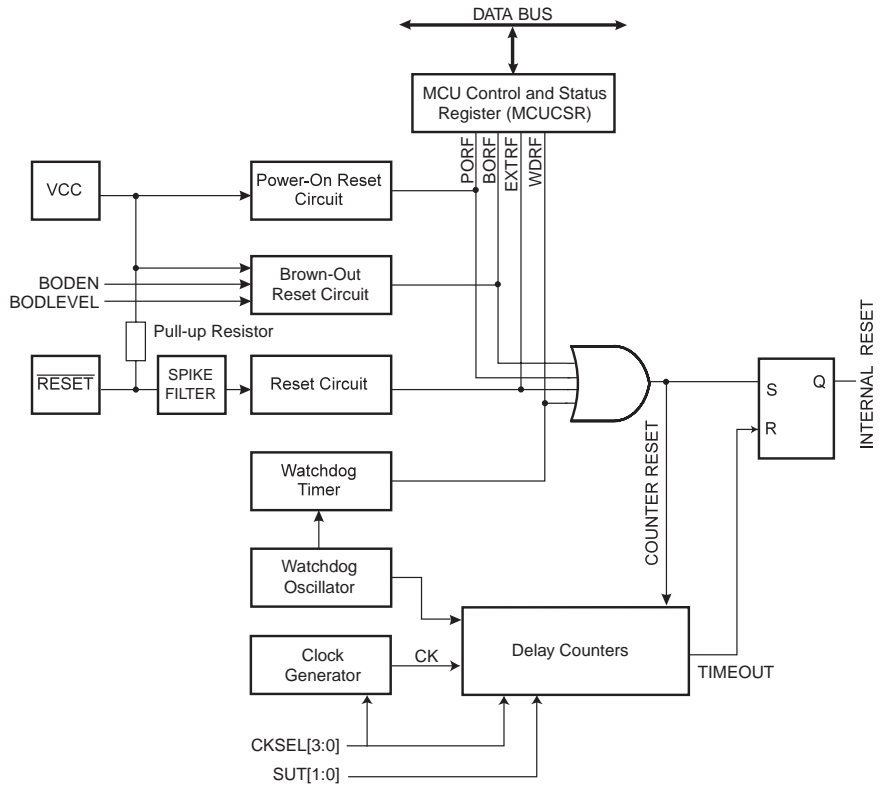 DATA BUS
MCU Control and Status
Register (MCUCSR)
PORF
BORF
EXTRF
WDRF
VCC
Power-On Reset
Circuit
BODEN
BODLEVEL
Brown-Out
Reset Circuit
Pull-up Resistor
RESET
SPIKE
FILTER
Reset Circuit
S
R
Q
INTERNAL RESET
COUNTER RESET
Watchdog
Timer
Watchdog
Oscillator
Clock
Generator
CK
Delay Counters
TIMEOUT
CKSEL[3:0]
SUT[1:0]